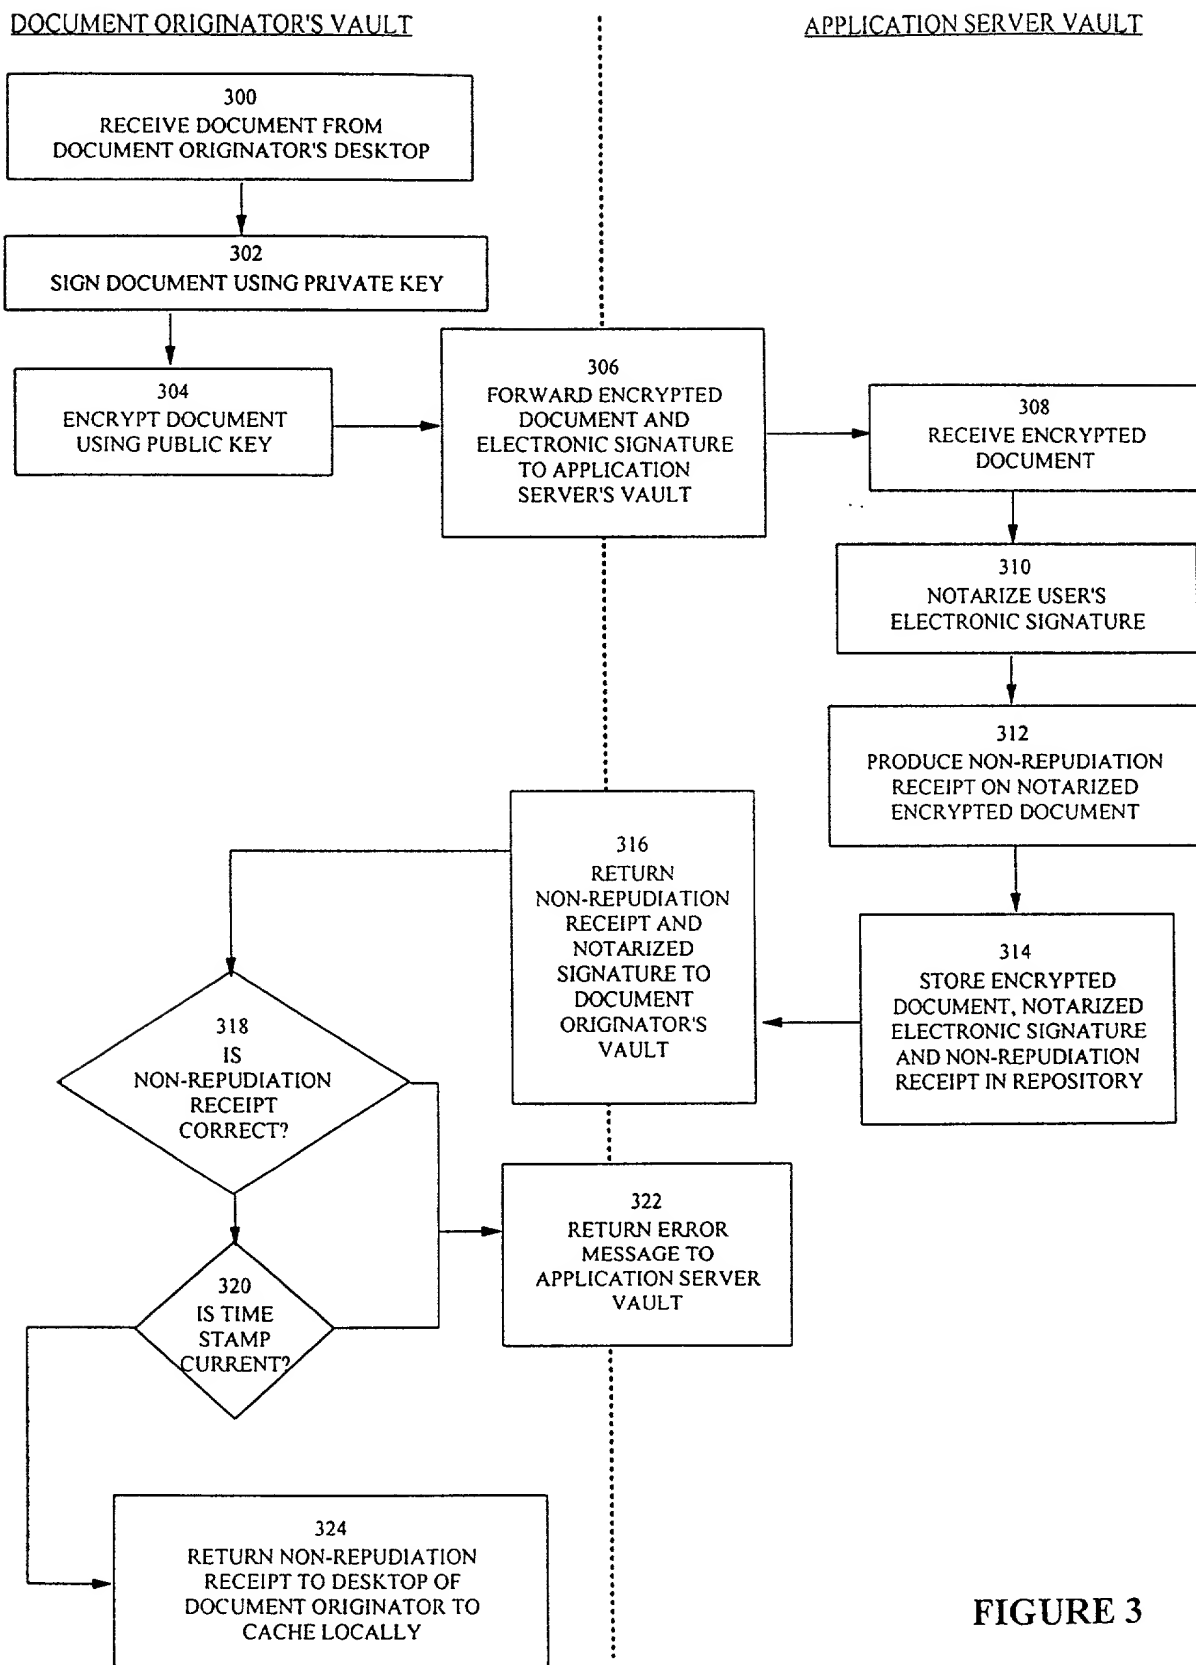 DOCUMENT ORIGINATOR'S VAULT
APPLICATION SERVER VAULT
300
RECEIVE DOCUMENT FROM
DOCUMENT ORIGINATOR'S DESKTOP
302
SIGN DOCUMENT USING PRIVATE KEY
304
ENCRYPT DOCUMENT
USING PUBLIC KEY
306
FORWARD ENCRYPTED
DOCUMENT AND
ELECTRONIC SIGNATURE
TO APPLICATION
SERVER'S VAULT
308
RECEIVE ENCRYPTED
DOCUMENT
310
NOTARIZE USER'S
ELECTRONIC SIGNATURE
312
PRODUCE NON-REPUDIATION
RECEIPT ON NOTARIZED
ENCRYPTED DOCUMENT
314
STORE ENCRYPTED
DOCUMENT, NOTARIZED
ELECTRONIC SIGNATURE
AND NON-REPUDIATION
RECEIPT IN REPOSITORY
316
RETURN
NON-REPUDIATION
RECEIPT AND
NOTARIZED
SIGNATURE TO
DOCUMENT
ORIGINATOR'S
VAULT
318
IS
NON-REPUDIATION
RECEIPT
CORRECT?
320
IS TIME
STAMP
CURRENT?
322
RETURN ERROR
MESSAGE TO
APPLICATION SERVER
VAULT
324
RETURN NON-REPUDIATION
RECEIPT TO DESKTOP OF
DOCUMENT ORIGINATOR TO
CACHE LOCALLY
FIGURE 3